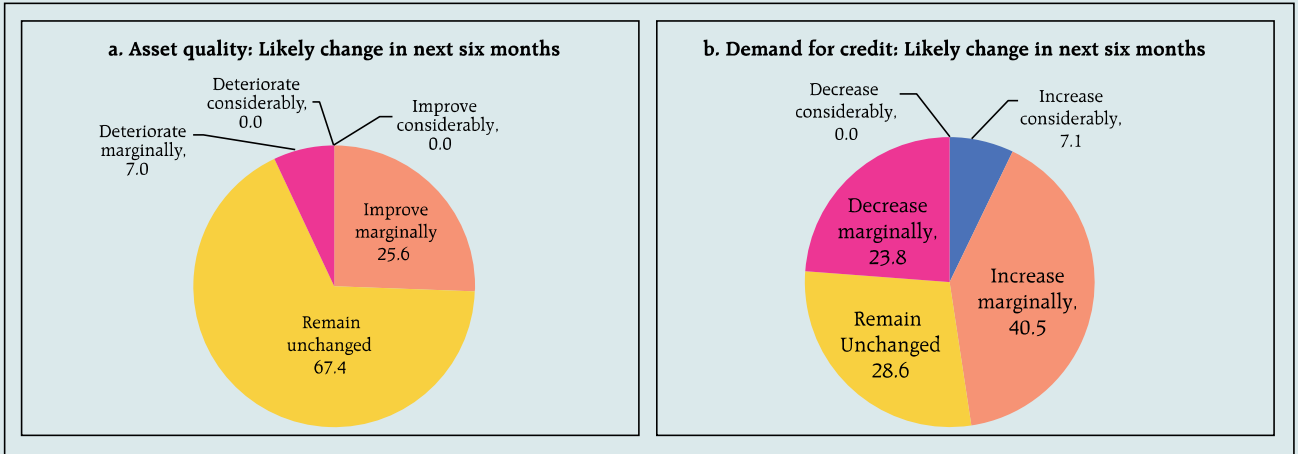 a. Asset quality: Likely change in next six months
Deteriorate
considerably,
0.0
Improve
considerably,
0.0
Deteriorate
marginally,
7.0
Improve
marginally
25.6
Remain
unchanged
67.4
b. Demand for credit: Likely change in next six months
Decrease
considerably,
0.0
Increase
considerably,
7.1
Decrease
marginally,
23.8
Increase
marginally,
40.5
Remain
Unchanged
28.6